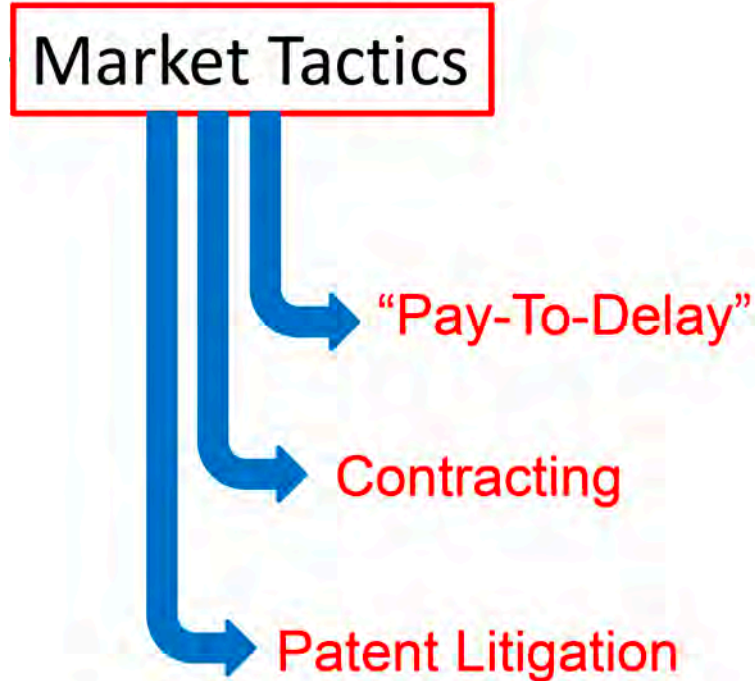 Market Tactics
“Pay-To-Delay”
Contracting
Patent Litigation